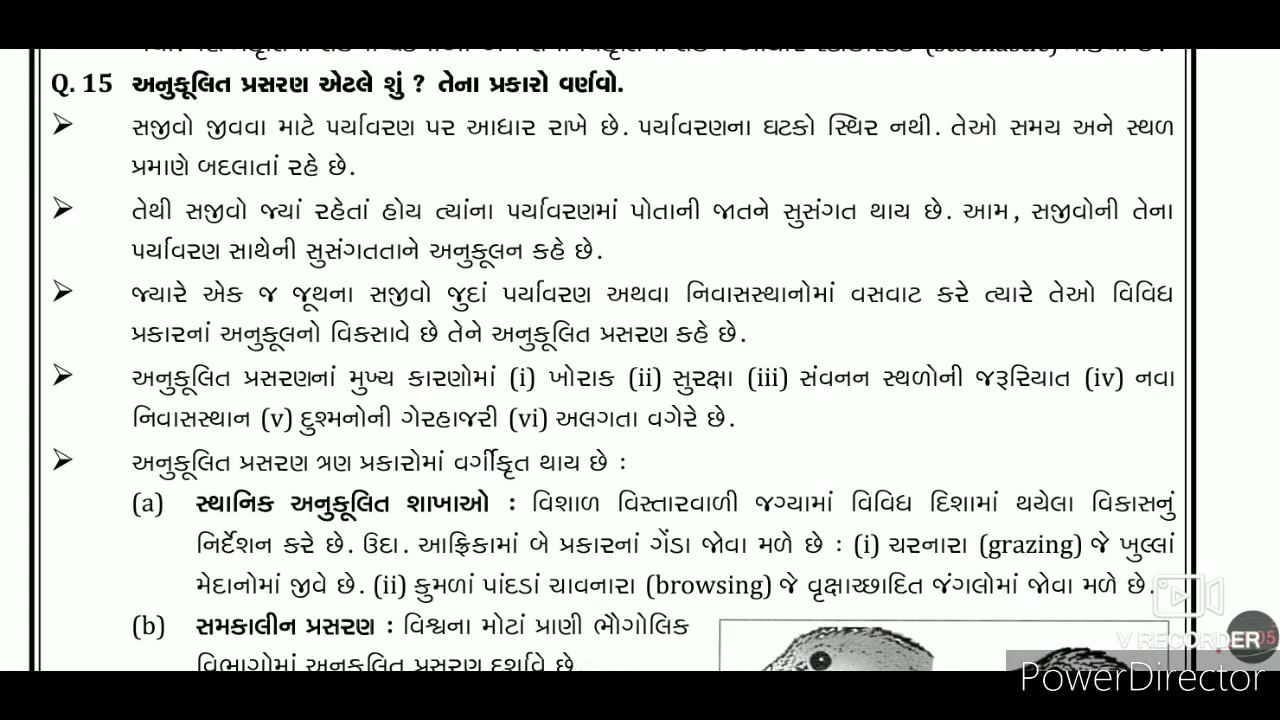 (stochastic)
Q. 15 અનુકૂલિત પ્રસરણ એટલે શું ? તેના પ્રકારો વર્ણવો.
➤ સજીવો જીવવા માટે પર્યાવરણ પર આધાર રાખે છે. પર્યાવરણના ઘટકો સ્થિર નથી. તેઓ સમય અને સ્થળ
પ્રમાણે બદલાતાં રહે છે.
➤ તેથી સજીવો જ્યાં રહેતાં હોય ત્યાંના પર્યાવરણમાં પોતાની જાતને સુસંગત થાય છે. આમ, સજીવોની તેના
પર્યાવરણ સાથેની સુસંગતતાને અનુકૂલન કહે છે.
➤ જ્યારે એક જ જૂથના સજીવો જુદાં પર્યાવરણ અથવા નિવાસસ્થાનોમાં વસવાટ કરે ત્યારે તેઓ વિવિધ
પ્રકારનાં અનુકૂલનો વિકસાવે છે તેને અનુકૂલિત પ્રસરણ કહે છે.
➤ અનુકૂલિત પ્રસરણનાં મુખ્ય કારણોમાં (i) ખોરાક (ii) સુરક્ષા (iii) સંવનન સ્થળોની જરૂરિયાત (iv) નવા
નિવાસસ્થાન (v) દુશ્મનોની ગેરહાજરી (vi) અલગતા વગેરે છે.
➤ અનુકૂલિત પ્રસરણ ત્રણ પ્રકારોમાં વર્ગીકૃત થાય છે :
(a) સ્થાનિક અનુકૂલિત શાખાઓ : વિશાળ વિસ્તારવાળી જગ્યામાં વિવિધ દિશામાં થયેલા વિકાસનું
નિર્દેશન કરે છે. ઉદા. આફ્રિકામાં બે પ્રકારનાં ગેંડા જોવા મળે છે : (i) ચરનારા (grazing) જે ખુલ્લાં
મેદાનોમાં જીવે છે. (ii) કુમળાં પાંદડાં ચાવનારા (browsing) જે વૃક્ષાચ્છાદિત જંગલોમાં જોવા મળે છે.
(b) સમકાલીન પ્રસરણ : વિશ્વના મોટાં પ્રાણી ભૌગોલિક
વિભાગોમાં અનુકૂલિત પ્રસરણ દર્શાવે છે.
V RECORDER
PowerDirector